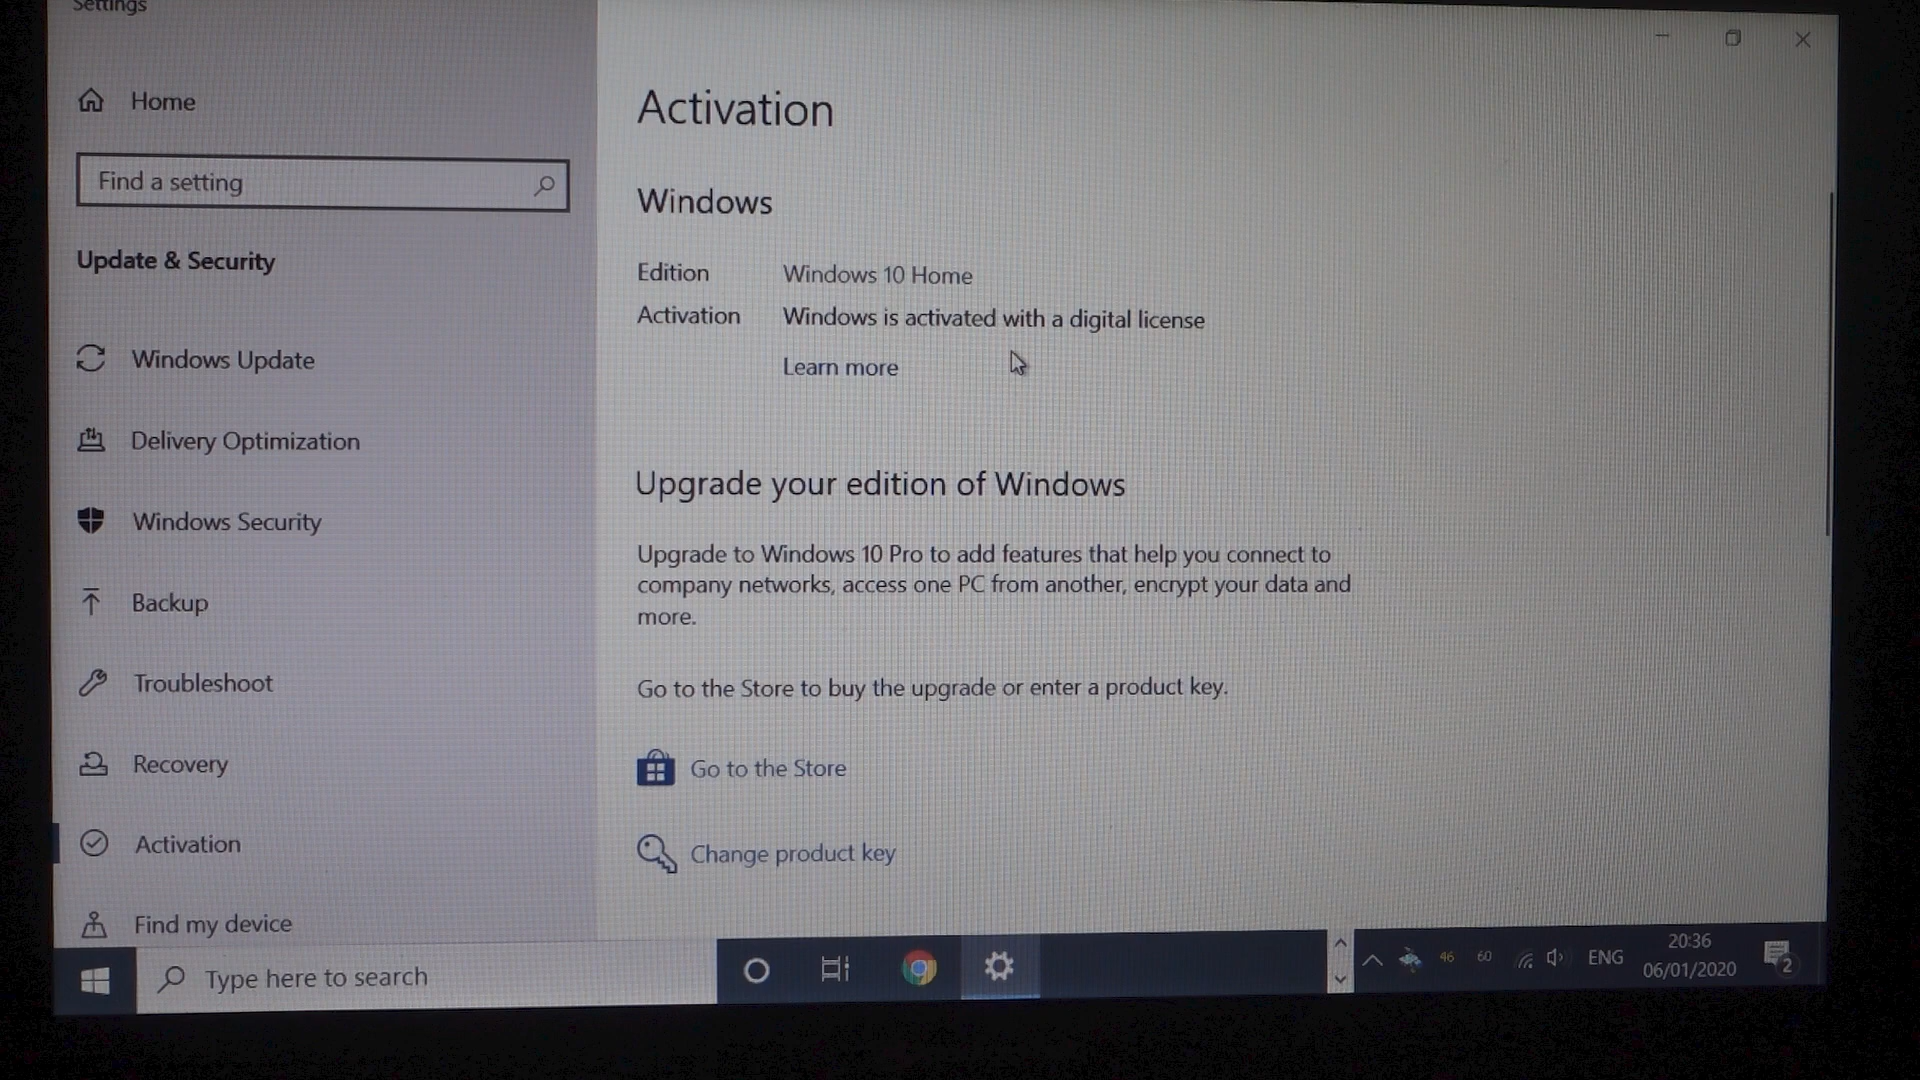 Settings
Home
Find a setting
Update & Security
Windows Update
Delivery Optimization
Windows Security
Backup
Troubleshoot
Recovery
Activation
Find my device
Activation
Windows
Edition Windows 10 Home
Activation Windows is activated with a digital license
Learn more
Upgrade your edition of Windows
Upgrade to Windows 10 Pro to add features that help you connect to
company networks, access one PC from another, encrypt your data and
more.
Go to the Store to buy the upgrade or enter a product key.
Go to the Store
Change product key
Type here to search
46 60 ENG
20:36
06/01/2020
2